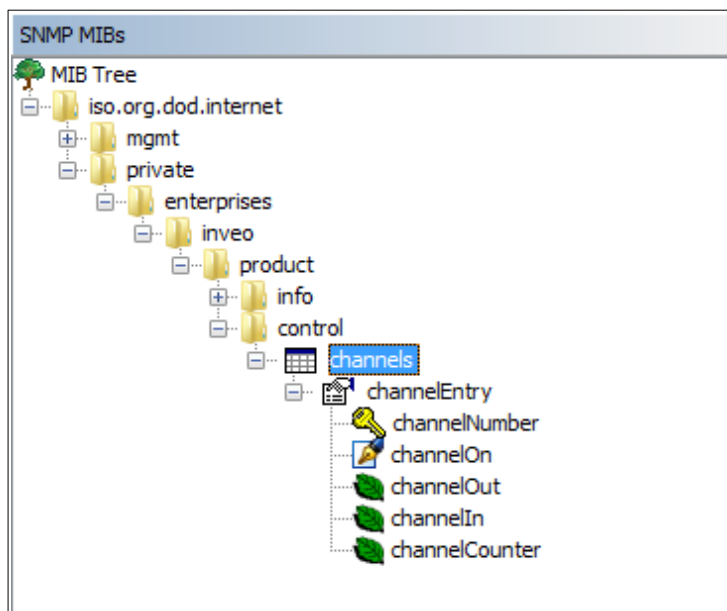 SNMP MIBs
MIB Tree
iso.org.dod.internet
mgmt
private
enterprises
inveo
product
info
control
channels
channelEntry
channelNumber
channelOn
channelOut
channelIn
channelCounter